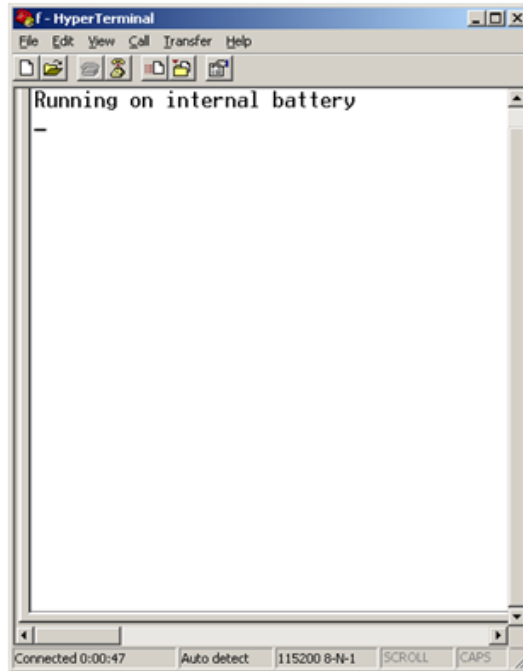 f - HyperTerminal
File Edit View Call Transfer Help
Running on internal battery
Connected 0:00:47 Auto detect 115200 8-N-1 SCROLL CAPS